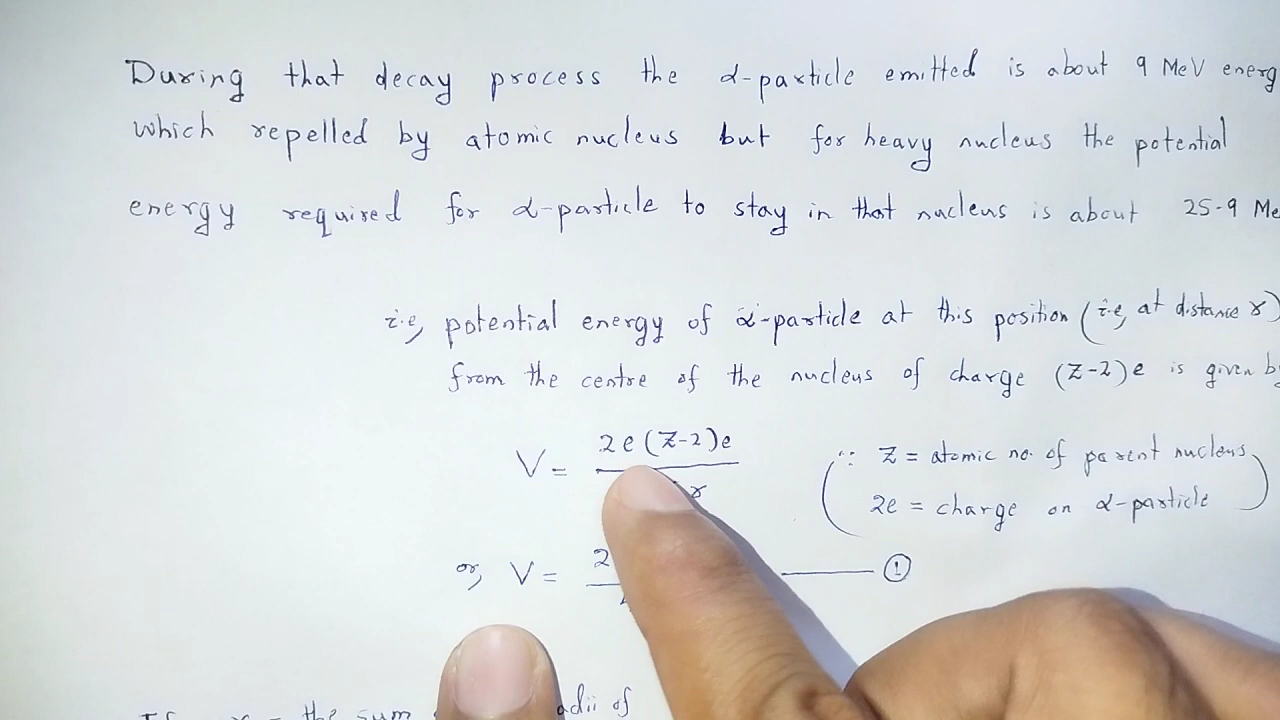 During that decay process the α-particle emitted is about 9 MeV energ
which repelled by atomic nucleus but for heavy nucleus the potential
energy required for α-particle to stay in that nucleus is about 25-9 Me
i.e, potential energy of α-particle at this position (i.e, at distance r)
from the centre of the nucleus of charge (Z-2)e is given by
V = 2e(Z-2)e / r
(∵ Z = atomic no. of parent nucleus
2e = charge on α-particle)
or, V = 2 ——— ①
the sum adii of